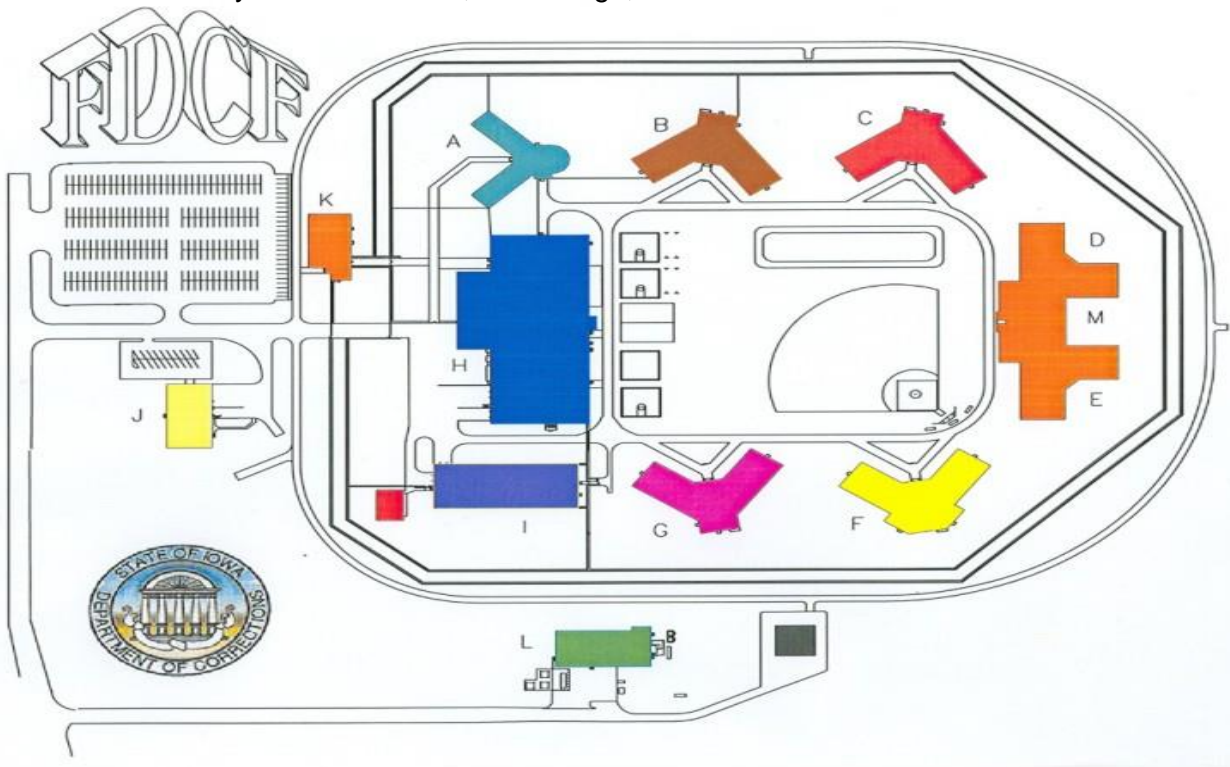 FDCF
A
B
C
K
D
M
H
E
J
I
G
F
STATE OF IOWA
DEPARTMENT OF CORRECTIONS
L
B